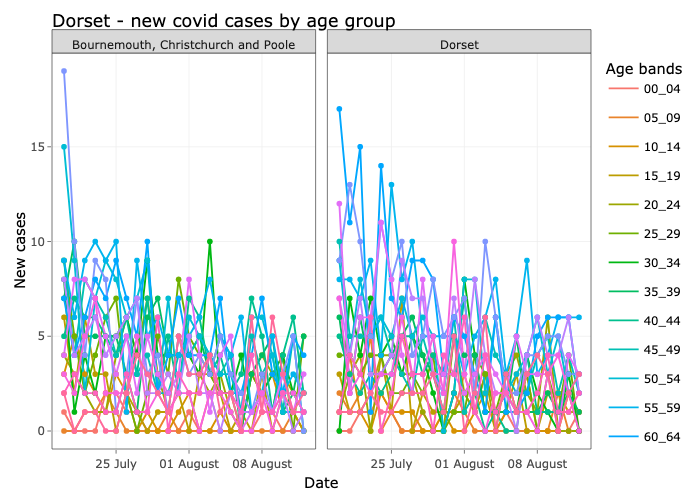 Dorset - new covid cases by age group
Bournemouth, Christchurch and Poole
Dorset
New cases
15
10
5
0
25 July
01 August
08 August
25 July
01 August
08 August
Date
Age bands
00_04
05_09
10_14
15_19
20_24
25_29
30_34
35_39
40_44
45_49
50_54
55_59
60_64